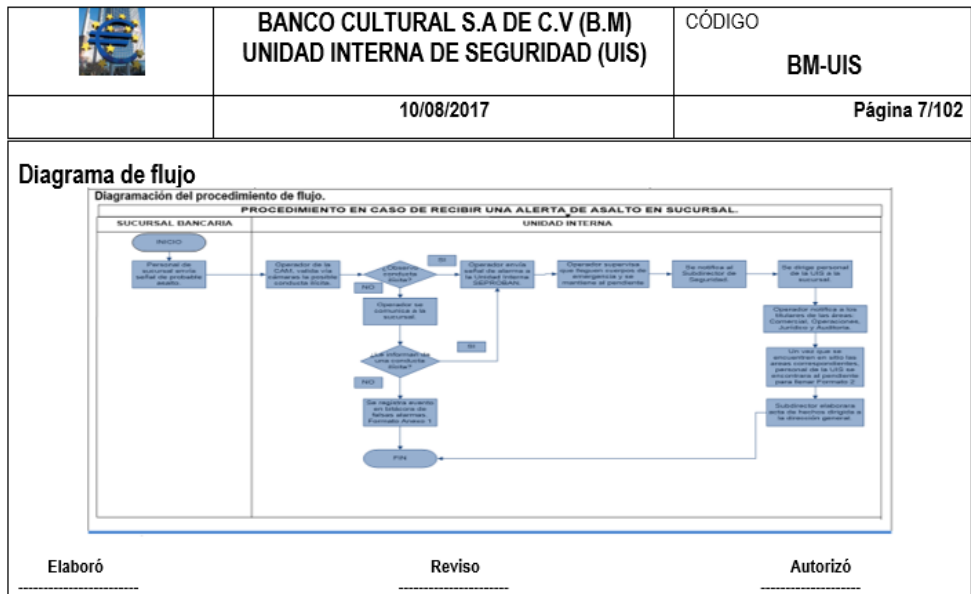 BANCO CULTURAL S.A DE C.V (B.M)
UNIDAD INTERNA DE SEGURIDAD (UIS)
CÓDIGO
BM-UIS
10/08/2017
Página 7/102
Diagrama de flujo
Diagramación del procedimiento de flujo.
PROCEDIMIENTO EN CASO DE RECIBIR UNA ALERTA DE ASALTO EN SUCURSAL.
SUCURSAL BANCARIA
UNIDAD INTERNA
INICIO
Personal de
sucursal envía
señal de probable
asalto.
Operador de la
CAM, valida vía
cámaras la posible
conducta ilícita.
¿Observo
conducta
ilícita?
SI
NO
Operador envía
señal de alarma a
la Unidad Interna
SEPROBAN.
Operador supervisa
que lleguen cuerpos de
emergencia y se
mantiene al pendiente
Se notifica al
Subdirector de
Seguridad.
Se dirige personal
de la UIS a la
sucursal.
Operador se
comunica a la
sucursal.
¿Le informan de
una conducta
ilícita?
SI
NO
Se registra evento
en bitácora de
falsas alarmas.
Formato Anexo 1
FIN
Operador notifica a los
titulares de las áreas:
Comercial, Operaciones,
Jurídico y Auditoria.
Un vez que se
encuentren en sitio las
áreas correspondientes,
personal de la UIS se
encontrara al pendiente
para llenar Formato 2
Subdirector elaborara
acta de hechos dirigida a
la dirección general
Elaboró
Reviso
Autorizó